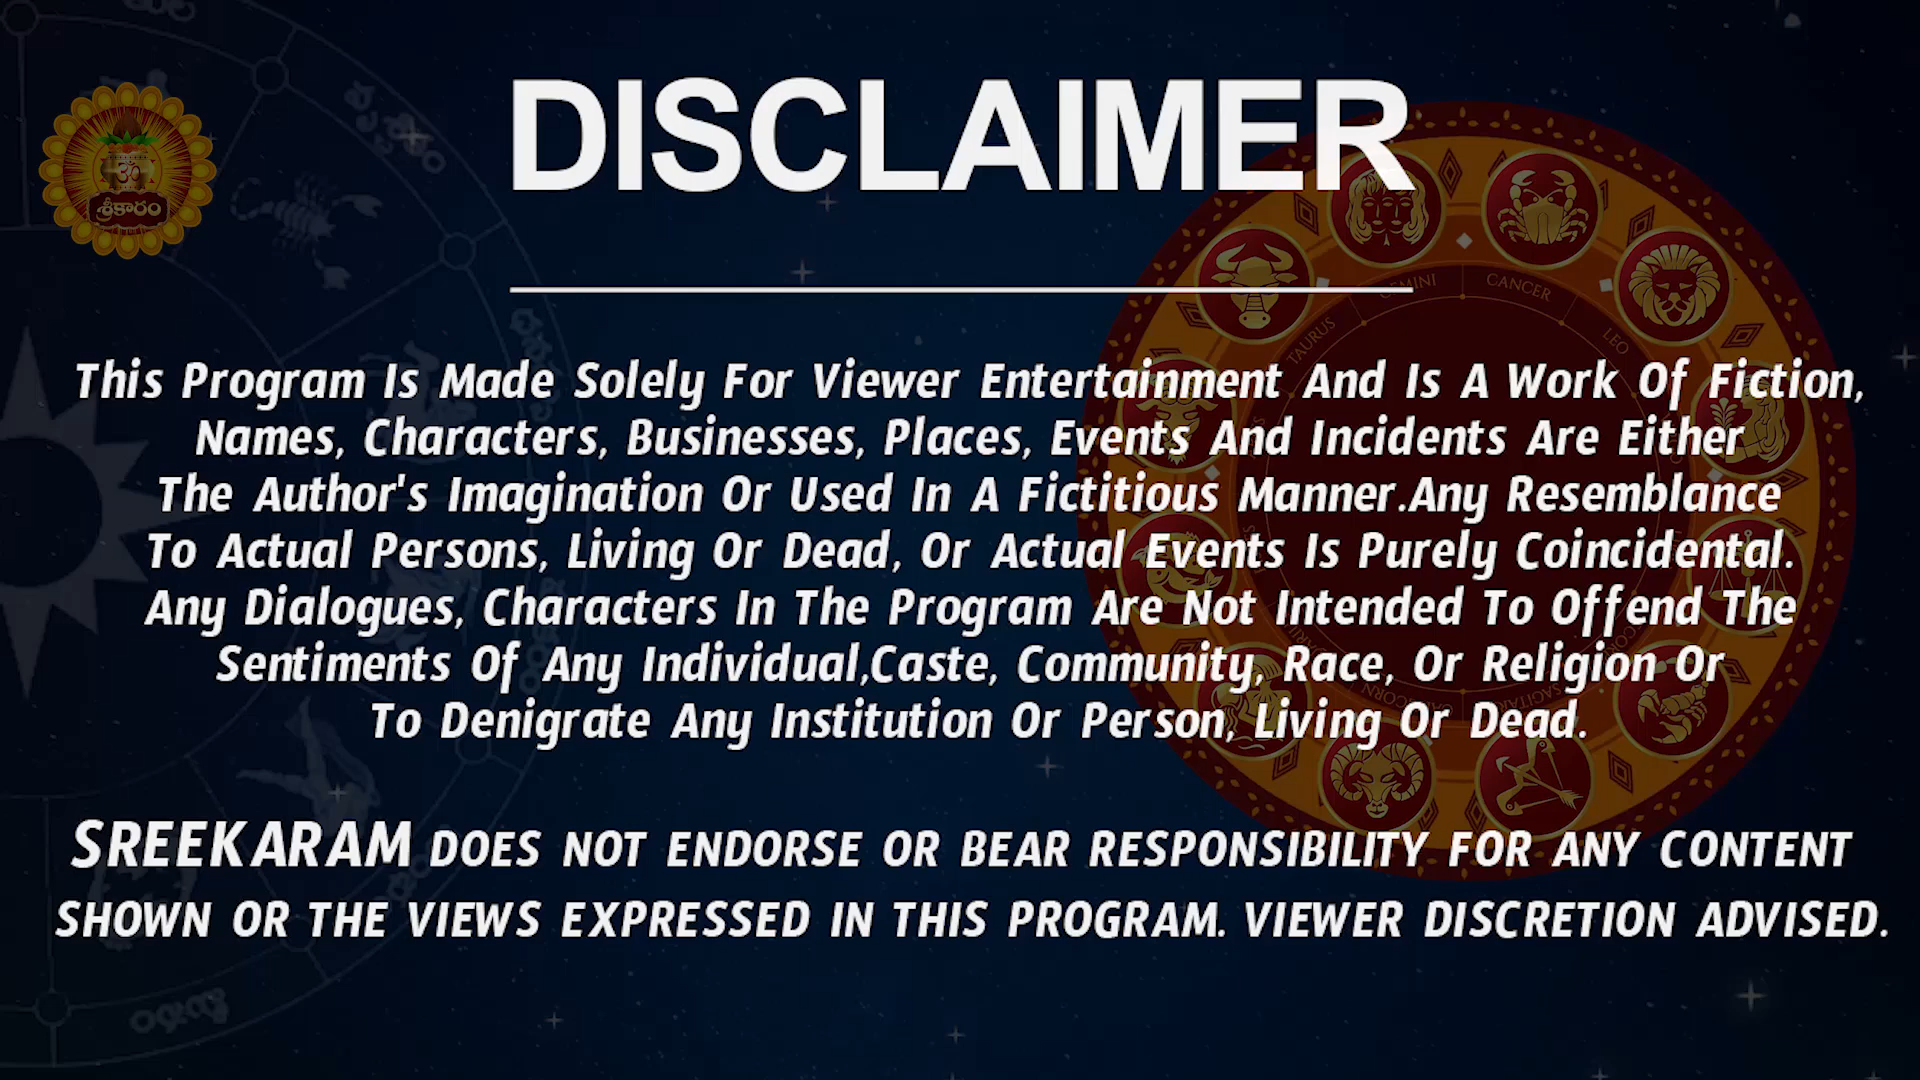 DISCLAIMER
ఓం
శ్రీకారం
GEMINI
CANCER
TAURUS
LEO
This Program Is Made Solely For Viewer Entertainment And Is A Work Of Fiction,
Names, Characters, Businesses, Places, Events And Incidents Are Either
The Author's Imagination Or Used In A Fictitious Manner.Any Resemblance
To Actual Persons, Living Or Dead, Or Actual Events Is Purely Coincidental.
Any Dialogues, Characters In The Program Are Not Intended To Offend The
Sentiments Of Any Individual,Caste, Community, Race, Or Religion Or
To Denigrate Any Institution Or Person, Living Or Dead.
SREEKARAM DOES NOT ENDORSE OR BEAR RESPONSIBILITY FOR ANY CONTENT
SHOWN OR THE VIEWS EXPRESSED IN THIS PROGRAM. VIEWER DISCRETION ADVISED.